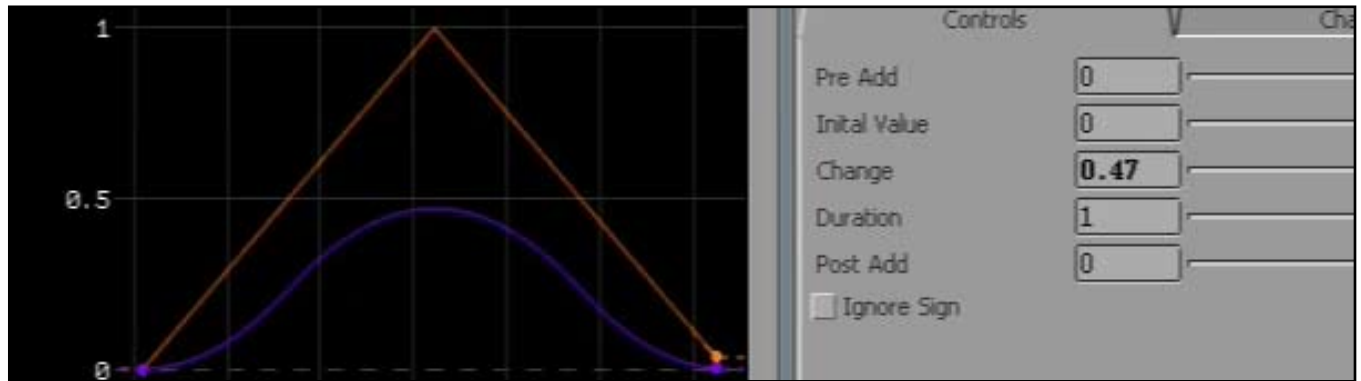 1
0.5
0
Controls
Cha
Pre Add 0
Inital Value 0
Change 0.47
Duration 1
Post Add 0
Ignore Sign